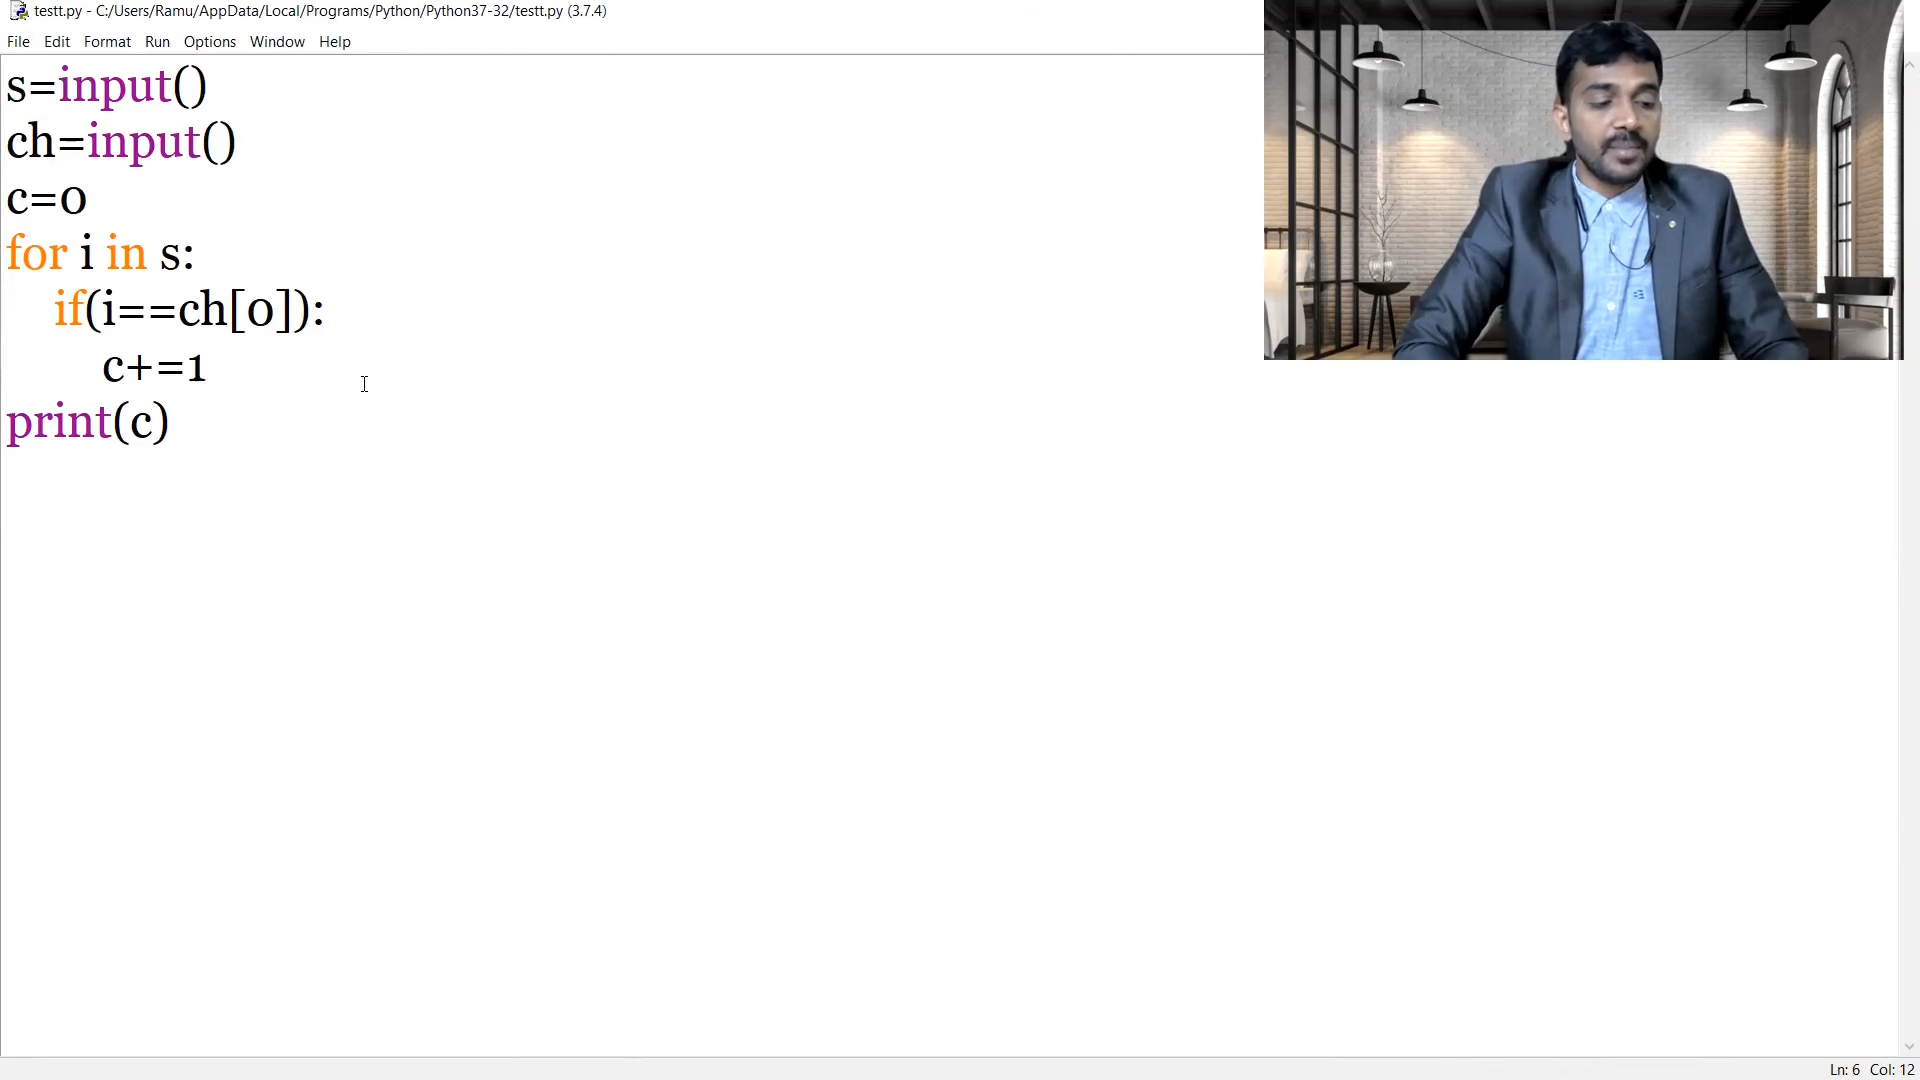 testt.py - C:/Users/Ramu/AppData/Local/Programs/Python/Python37-32/testt.py (3.7.4)
File Edit Format Run Options Window Help
s=input()
ch=input()
c=0
for i in s:
    if(i==ch[0]):
        c+=1
print(c)
Ln: 6 Col: 12